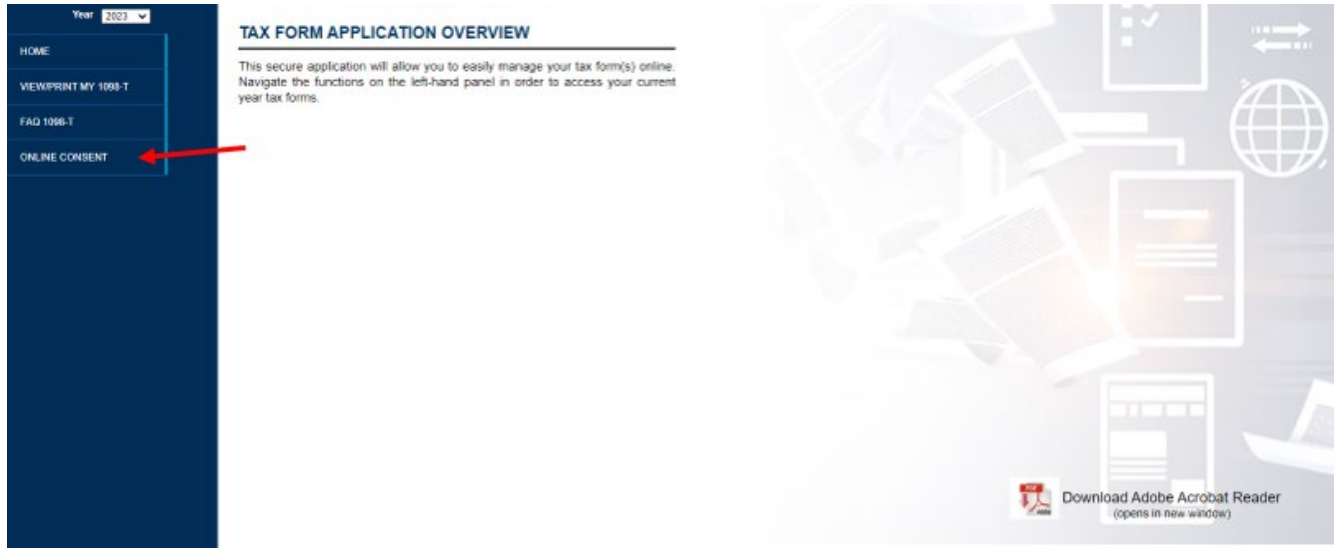 Year 2023
HOME
VIEW/PRINT MY 1098-T
FAQ 1098-T
ONLINE CONSENT
TAX FORM APPLICATION OVERVIEW
This secure application will allow you to easily manage your tax form(s) online.
Navigate the functions on the left-hand panel in order to access your current
year tax forms.
Download Adobe Acrobat Reader
(opens in new window)